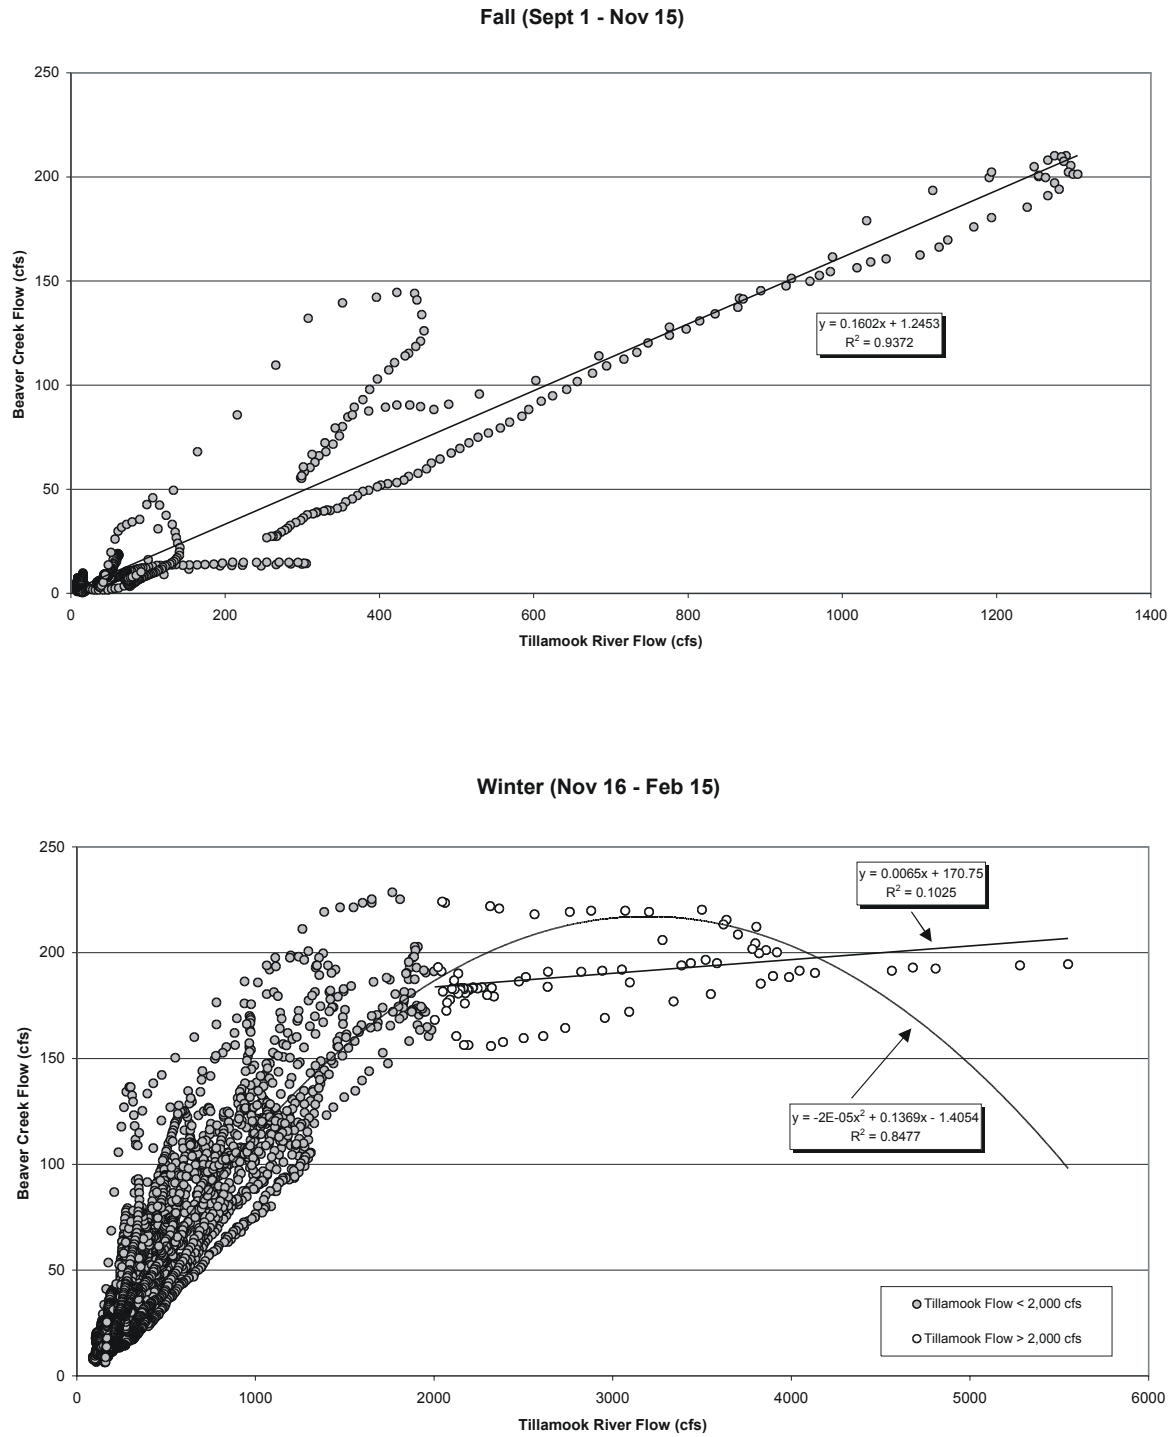 Fall (Sept 1 - Nov 15)
250
200
150
100
50
0
0 200 400 600 800 1000 1200 1400
Beaver Creek Flow (cfs)
Tillamook River Flow (cfs)
y = 0.1602x + 1.2453
R² = 0.9372
Winter (Nov 16 - Feb 15)
250
200
150
100
50
0
0 1000 2000 3000 4000 5000 6000
Beaver Creek Flow (cfs)
Tillamook River Flow (cfs)
y = 0.0065x + 170.75
R² = 0.1025
y = -2E-05x² + 0.1369x - 1.4054
R² = 0.8477
Tillamook Flow < 2,000 cfs
Tillamook Flow > 2,000 cfs